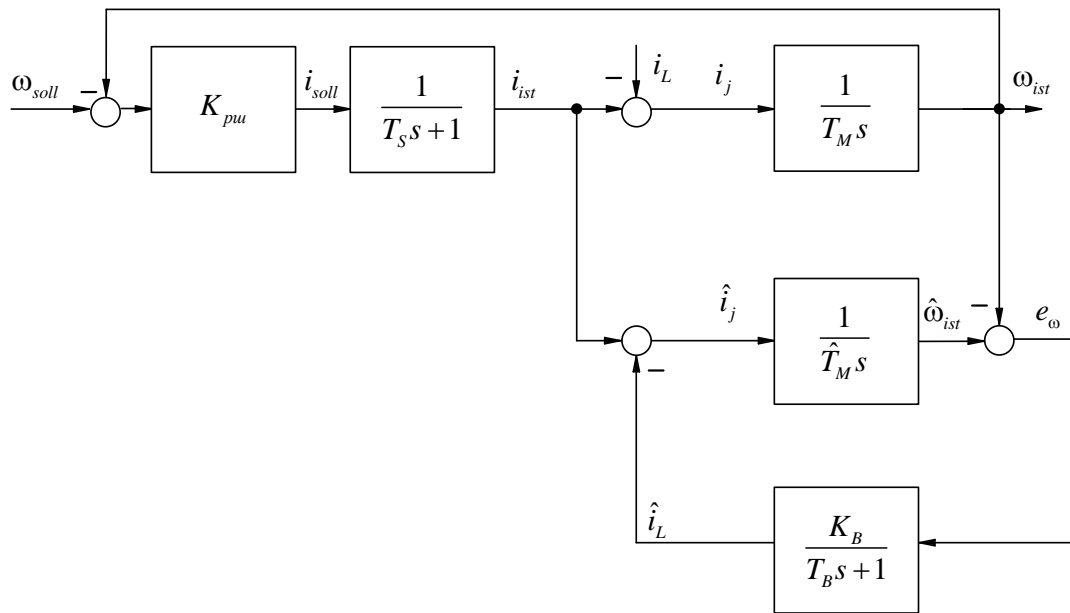 ω_soll
−
K_pω
i_soll
1
T_S s + 1
i_ist
−
i_L
i_j
1
T_M s
ω_ist
î_j
1
T̂_M s
ω̂_ist
−
e_ω
−
î_L
K_B
T_B s + 1